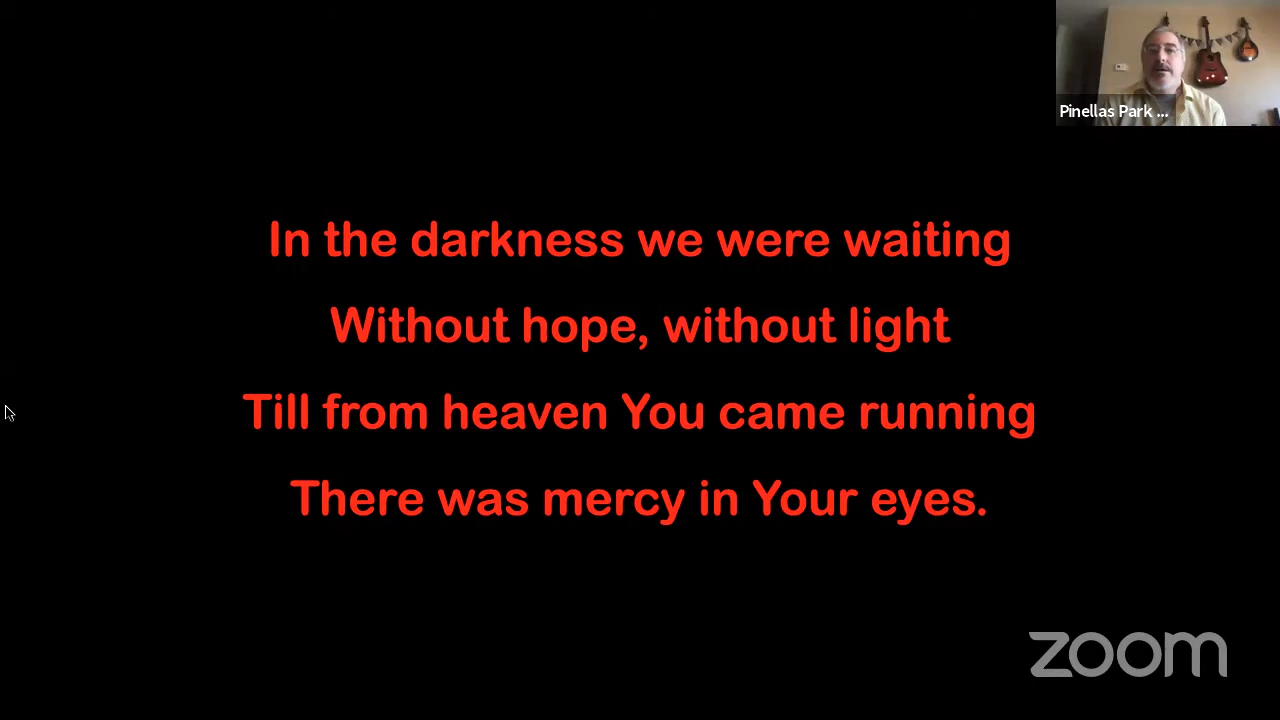 Pinellas Park ...
In the darkness we were waiting
Without hope, without light
Till from heaven You came running
There was mercy in Your eyes.
zoom